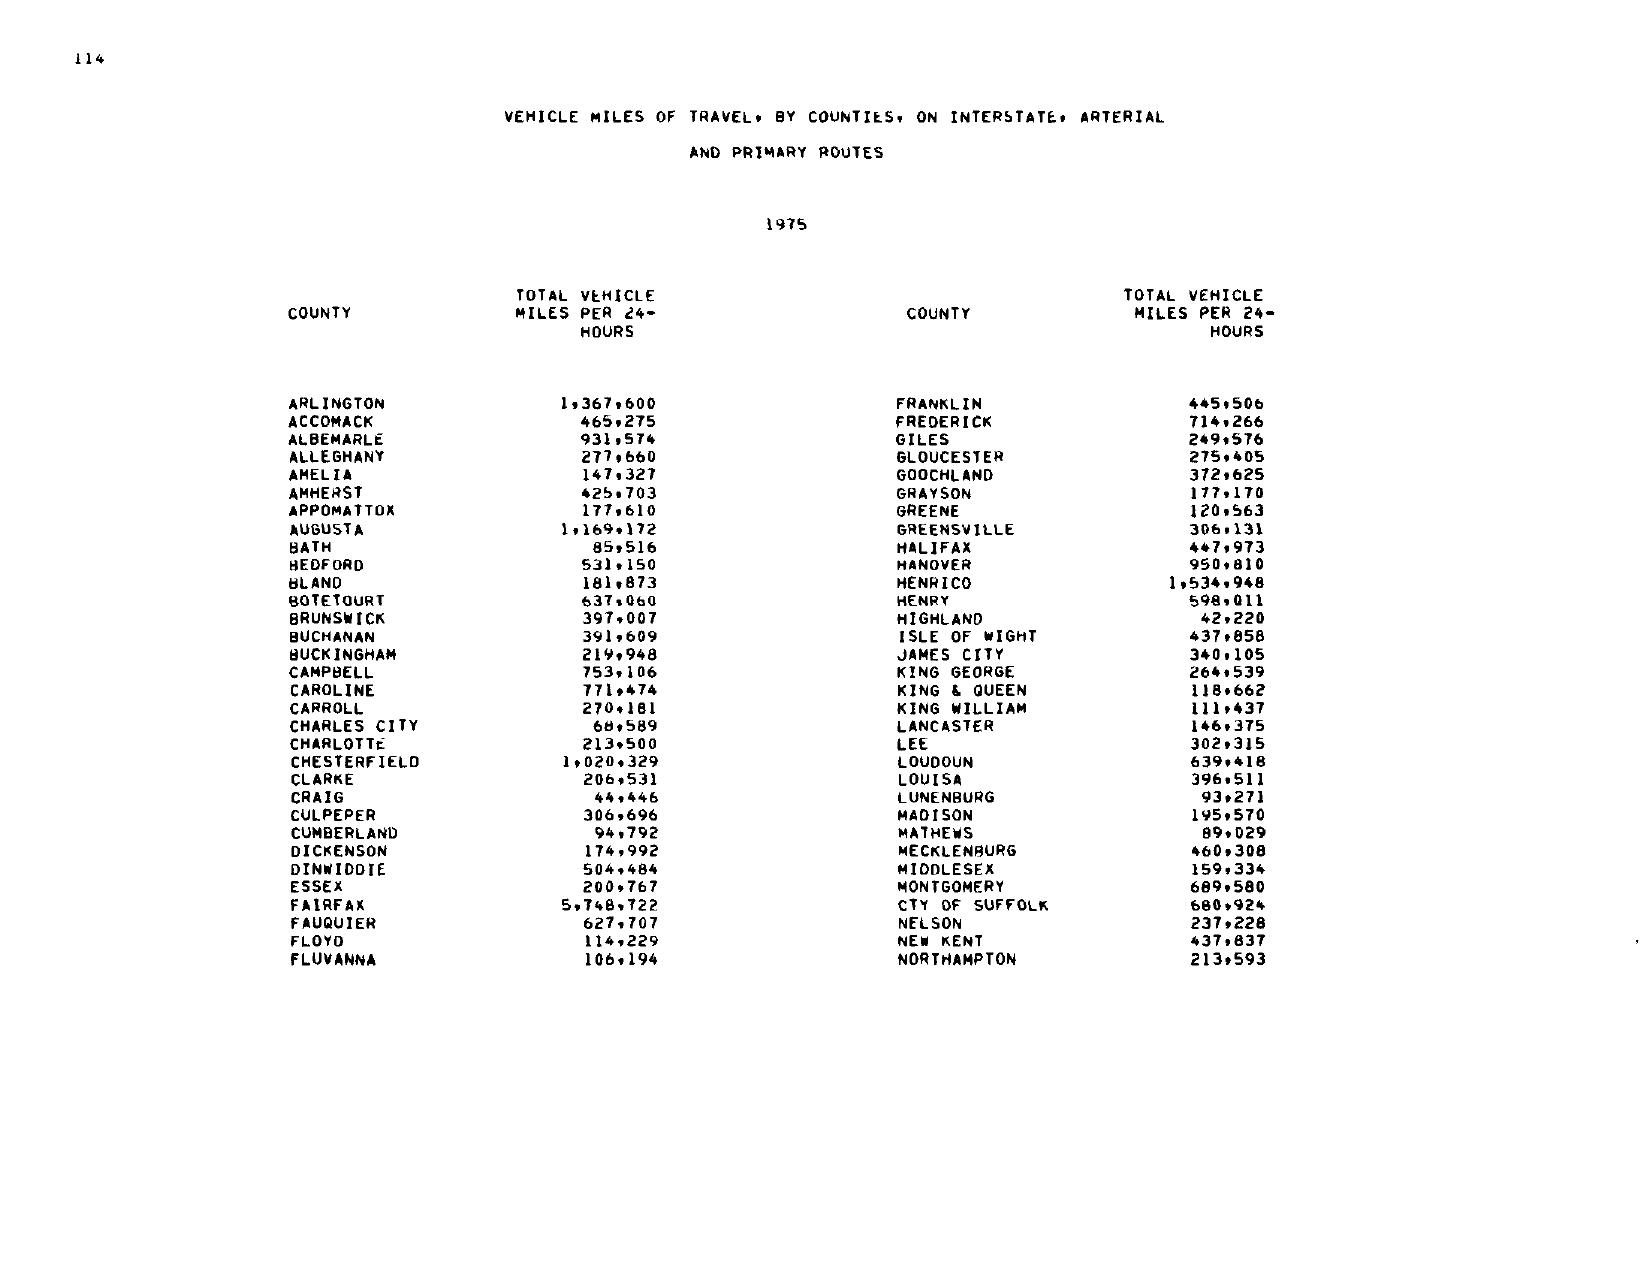 114
VEHICLE MILES OF TRAVEL, BY COUNTIES, ON INTERSTATE, ARTERIAL
AND PRIMARY ROUTES
1975
TOTAL VEHICLE TOTAL VEHICLE
COUNTY MILES PER 24- COUNTY MILES PER 24-
HOURS HOURS
ARLINGTON 1,367,600 FRANKLIN 445,506
ACCOMACK 465,275 FREDERICK 714,266
ALBEMARLE 931,574 GILES 249,576
ALLEGHANY 277,660 GLOUCESTER 275,405
AMELIA 147,327 GOOCHLAND 372,625
AMHERST 425,703 GRAYSON 177,170
APPOMATTOX 177,610 GREENE 120,563
AUGUSTA 1,169,172 GREENSVILLE 306,131
BATH 85,516 HALIFAX 447,973
BEDFORD 531,150 HANOVER 950,810
BLAND 181,873 HENRICO 1,534,948
BOTETOURT 637,060 HENRY 598,011
BRUNSWICK 397,007 HIGHLAND 42,220
BUCHANAN 391,609 ISLE OF WIGHT 437,858
BUCKINGHAM 219,948 JAMES CITY 340,105
CAMPBELL 753,106 KING GEORGE 264,539
CAROLINE 771,474 KING & QUEEN 118,662
CARROLL 270,181 KING WILLIAM 111,437
CHARLES CITY 68,589 LANCASTER 146,375
CHARLOTTE 213,500 LEE 302,315
CHESTERFIELD 1,020,329 LOUDOUN 639,418
CLARKE 206,531 LOUISA 396,511
CRAIG 44,446 LUNENBURG 93,271
CULPEPER 306,696 MADISON 195,570
CUMBERLAND 94,792 MATHEWS 89,029
DICKENSON 174,992 MECKLENBURG 460,308
DINWIDDIE 504,484 MIDDLESEX 159,334
ESSEX 200,767 MONTGOMERY 689,580
FAIRFAX 5,748,722 CTY OF SUFFOLK 680,924
FAUQUIER 627,707 NELSON 237,228
FLOYD 114,229 NEW KENT 437,837
FLUVANNA 106,194 NORTHAMPTON 213,593